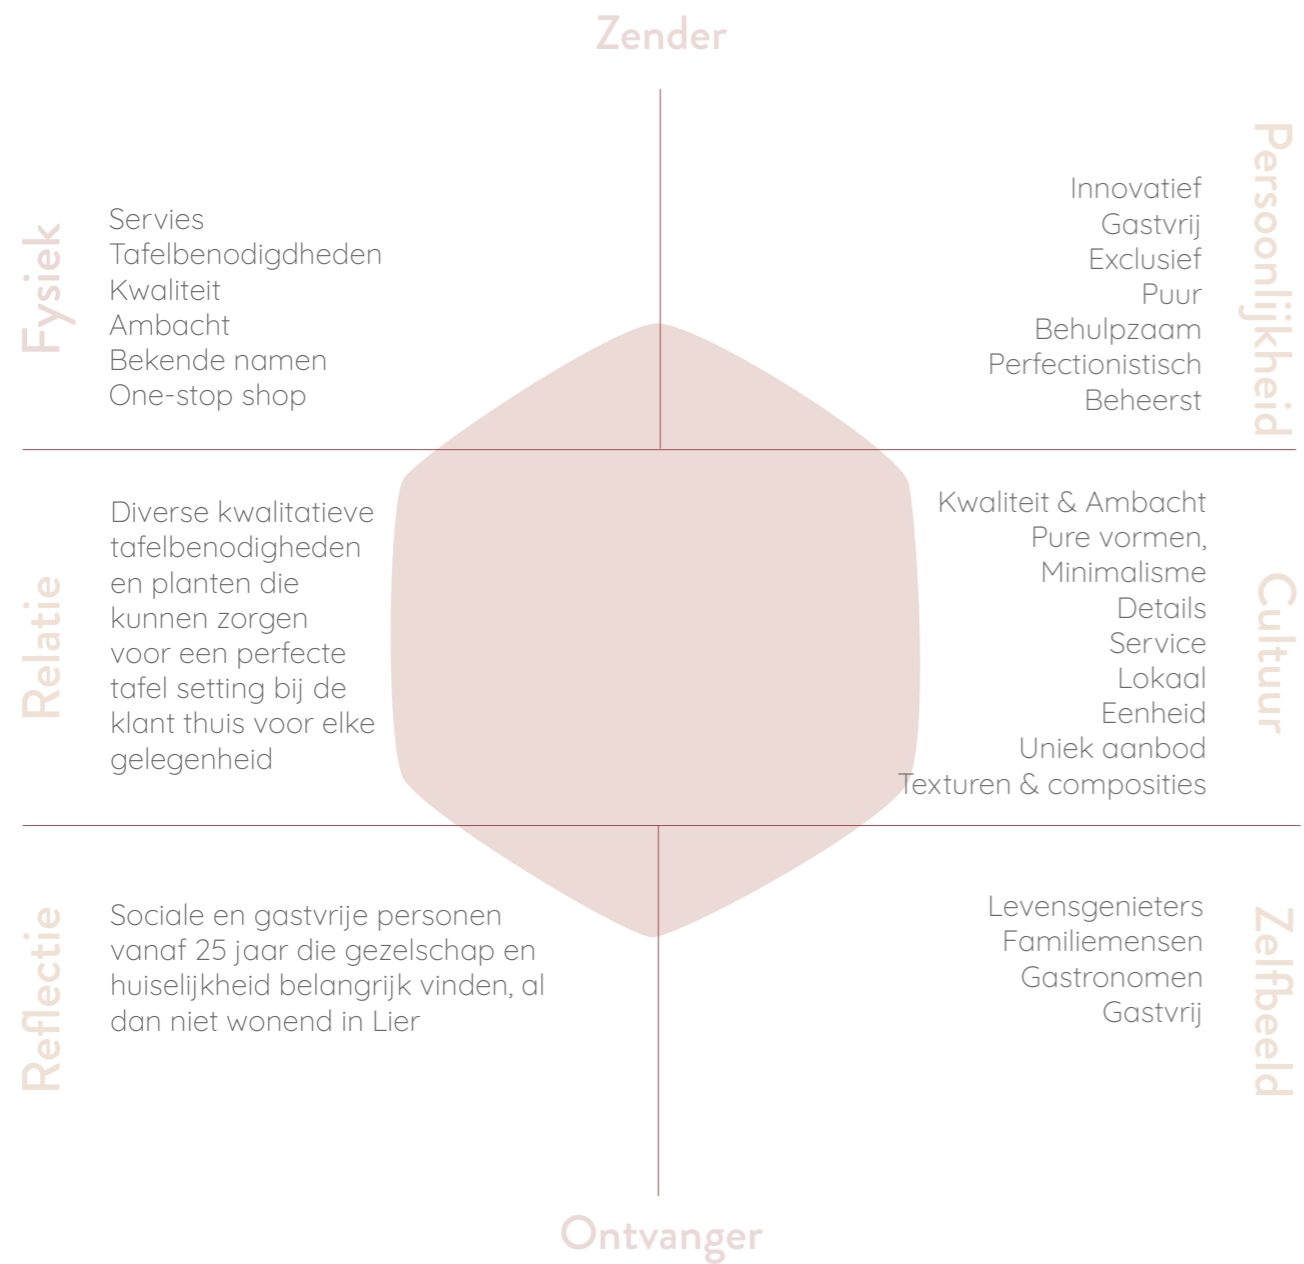 Zender
Fysiek
Servies
Tafelbenodigdheden
Kwaliteit
Ambacht
Bekende namen
One-stop shop
Persoonlijkheid
Innovatief
Gastvrij
Exclusief
Puur
Behulpzaam
Perfectionistisch
Beheerst
Relatie
Diverse kwalitatieve
tafelbenodigheden
en planten die
kunnen zorgen
voor een perfecte
tafel setting bij de
klant thuis voor elke
gelegenheid
Cultuur
Kwaliteit & Ambacht
Pure vormen,
Minimalisme
Details
Service
Lokaal
Eenheid
Uniek aanbod
Texturen & composities
Reflectie
Sociale en gastvrije personen
vanaf 25 jaar die gezelschap en
huiselijkheid belangrijk vinden, al
dan niet wonend in Lier
Zelfbeeld
Levensgenieters
Familiemensen
Gastronomen
Gastvrij
Ontvanger